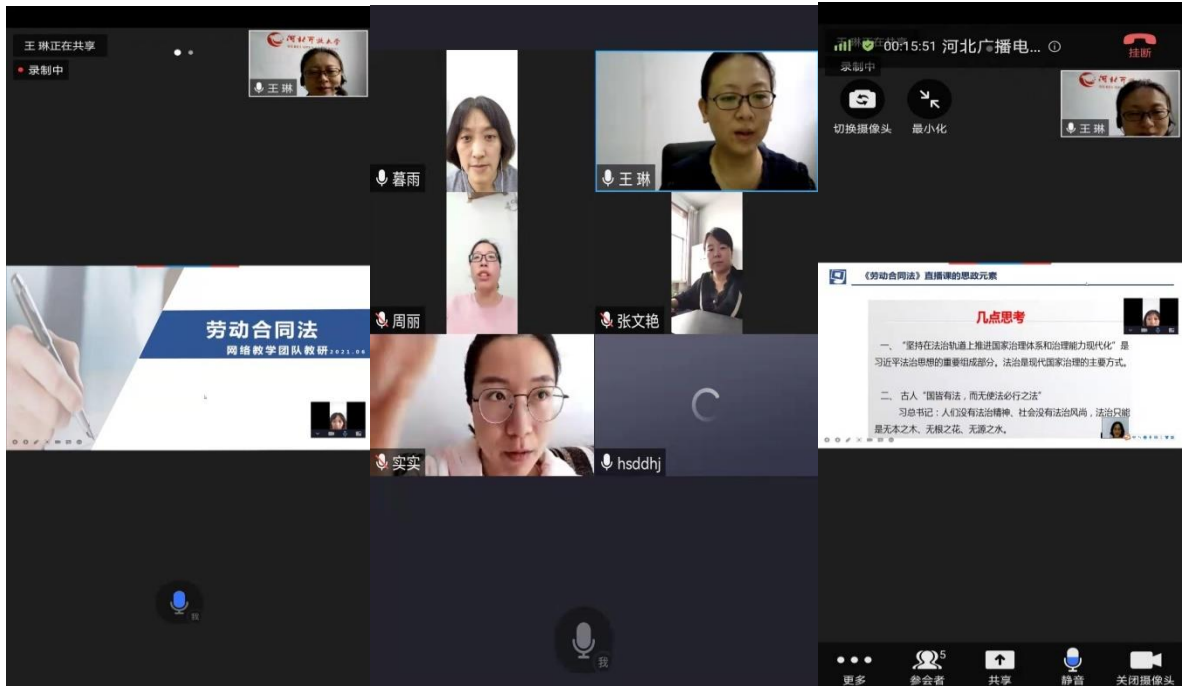 王 琳正在共享
录制中
河北开放大学
王 琳
劳动合同法
网络教学团队教研2021.06
我
暮雨
王 琳
周丽
张文艳
实实
hsddhj
我
00:15:51 河北广播电...
挂断
录制中
切换摄像头
最小化
王 琳
《劳动合同法》直播课的思政元素
几点思考
一、“坚持在法治轨道上推进国家治理体系和治理能力现代化”是
习近平法治思想的重要组成部分。法治是现代国家治理的主要方式。
二、古人“国皆有法，而无使法必行之法”
习总书记：人们没有法治精神、社会没有法治风尚，法治只能
是无本之木、无根之花、无源之水。
5
更多
参会者
共享
静音
关闭摄像头